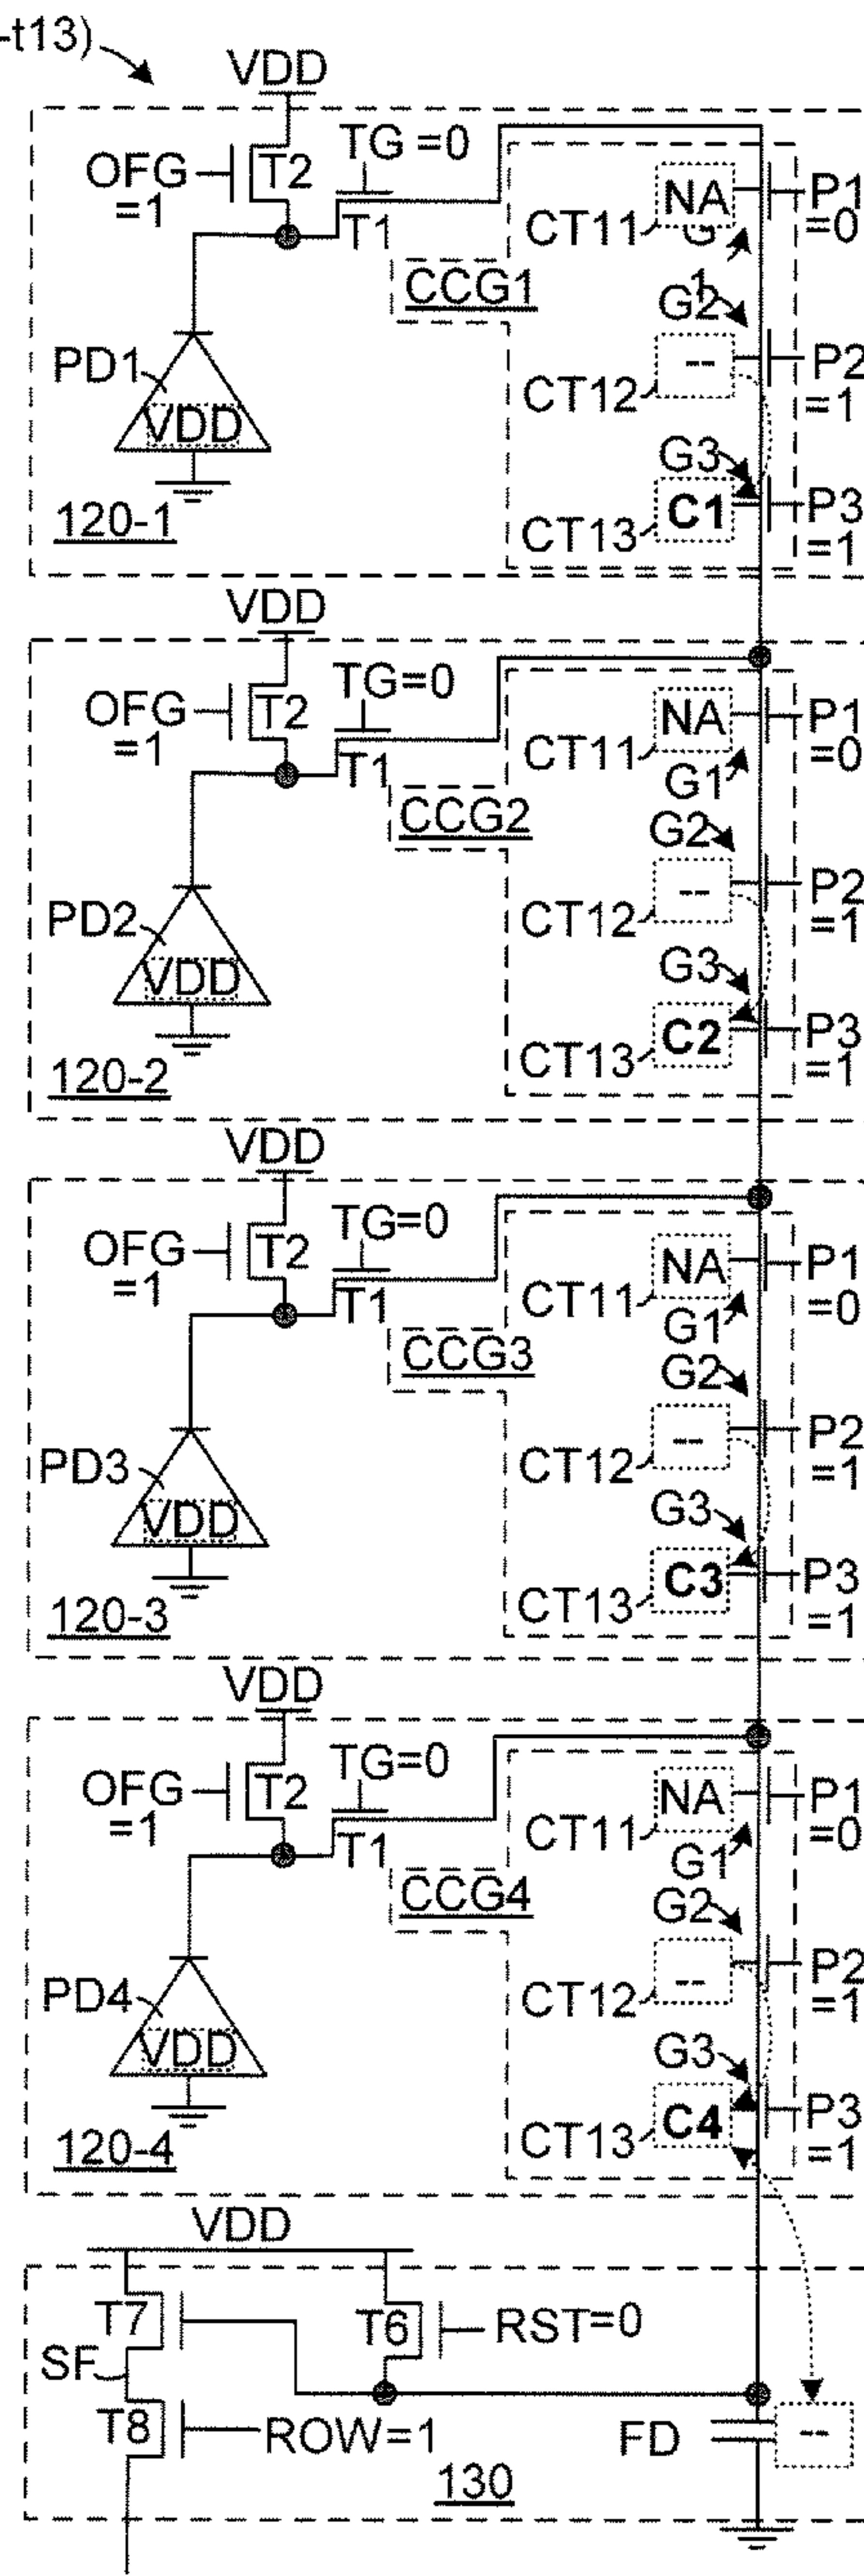 -t13)
VDD
OFG
=1
T2
TG =0
T1
CT11
NA
P1
=0
G
1
CCG1
G2
CT12
--
P2
=1
PD1
VDD
G3
CT13
C1
P3
=1
120-1
VDD
OFG
=1
T2
TG=0
T1
CT11
NA
P1
=0
G1
CCG2
G2
CT12
--
P2
=1
PD2
VDD
G3
CT13
C2
P3
=1
120-2
VDD
OFG
=1
T2
TG=0
T1
CT11
NA
P1
=0
G1
CCG3
G2
CT12
--
P2
=1
PD3
VDD
G3
CT13
C3
P3
=1
120-3
VDD
OFG
=1
T2
TG=0
T1
CT11
NA
P1
=0
G1
CCG4
G2
CT12
--
P2
=1
PD4
VDD
G3
CT13
C4
P3
=1
120-4
VDD
T7
T6
RST=0
SF
T8
ROW=1
FD
--
130